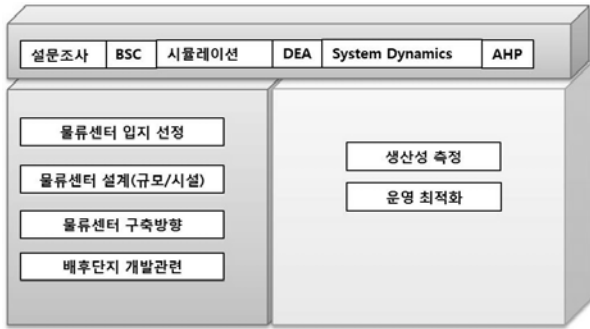 설문조사 BSC 시뮬레이션 DEA System Dynamics AHP
물류센터 입지 선정
물류센터 설계(규모/시설)
물류센터 구축방향
배후단지 개발관련
생산성 측정
운영 최적화